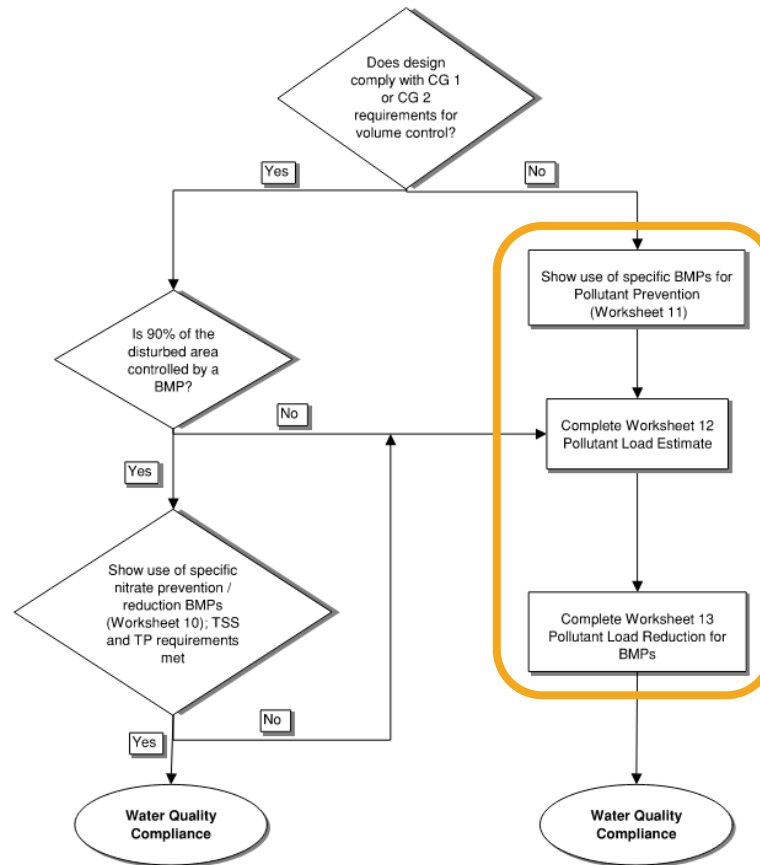 Does design
comply with CG 1
or CG 2
requirements for
volume control?
Yes
No
Show use of specific BMPs for
Pollutant Prevention
(Worksheet 11)
Is 90% of the
disturbed area
controlled by a
BMP?
No
Complete Worksheet 12
Pollutant Load Estimate
Yes
Show use of specific
nitrate prevention /
reduction BMPs
(Worksheet 10); TSS
and TP requirements
met
Complete Worksheet 13
Pollutant Load Reduction for
BMPs
No
Yes
Water Quality
Compliance
Water Quality
Compliance